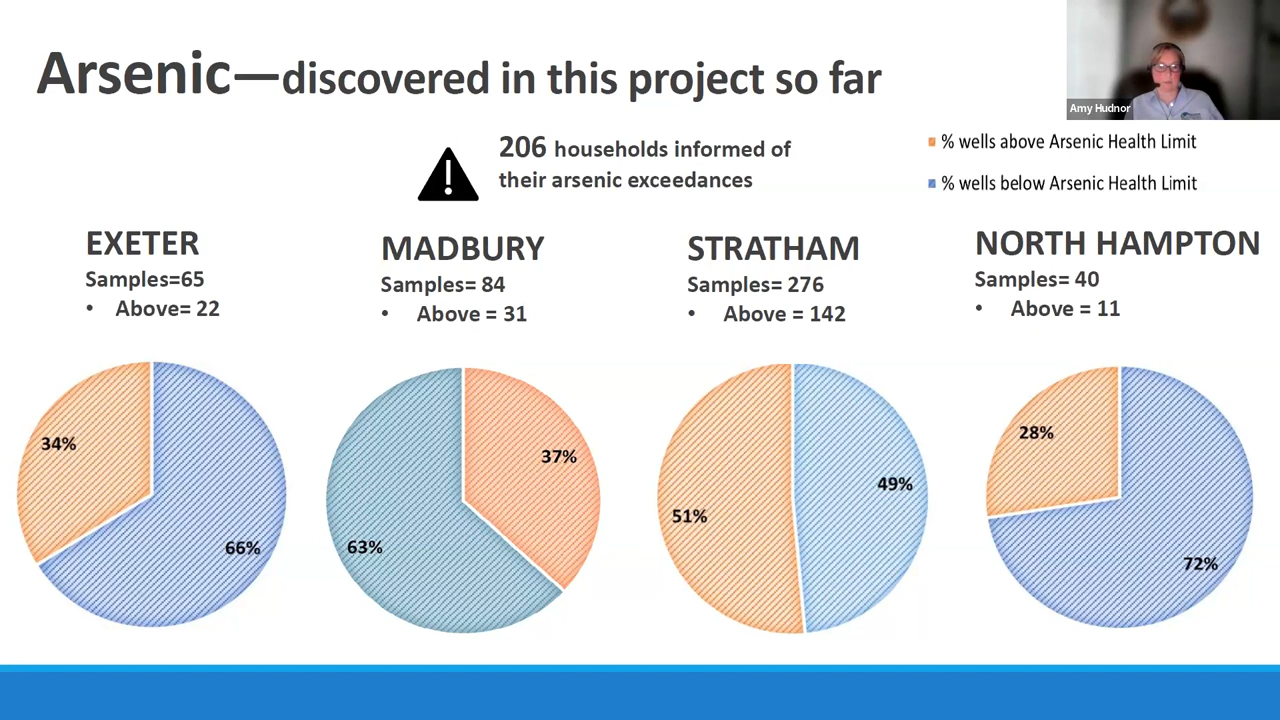 Arsenic—discovered in this project so far
Amy Hudnor
206 households informed of
their arsenic exceedances
% wells above Arsenic Health Limit
% wells below Arsenic Health Limit
EXETER
Samples=65
• Above= 22
MADBURY
Samples= 84
• Above = 31
STRATHAM
Samples= 276
• Above = 142
NORTH HAMPTON
Samples= 40
• Above = 11
34%
66%
37%
63%
51%
49%
28%
72%